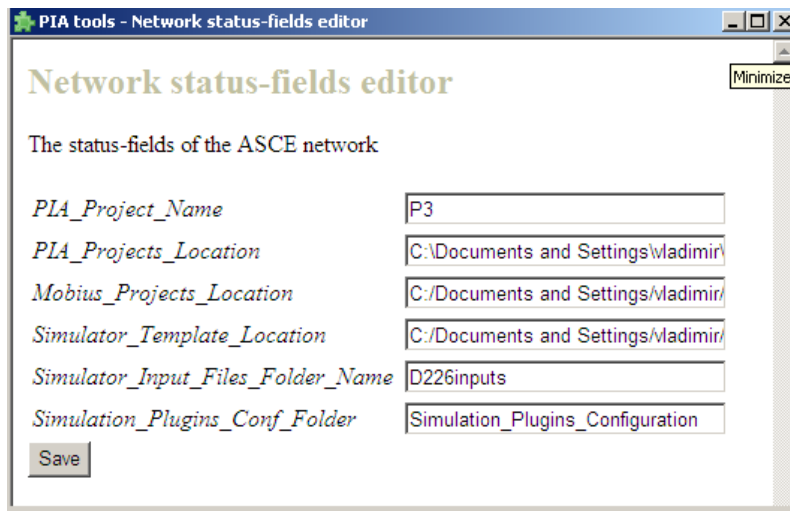 PIA tools - Network status-fields editor
Network status-fields editor
Minimize
The status-fields of the ASCE network
PIA_Project_Name P3
PIA_Projects_Location C:\Documents and Settings\vladimir\
Mobius_Projects_Location C:/Documents and Settings/vladimir/
Simulator_Template_Location C:/Documents and Settings/vladimir/
Simulator_Input_Files_Folder_Name D226inputs
Simulation_Plugins_Conf_Folder Simulation_Plugins_Configuration
Save